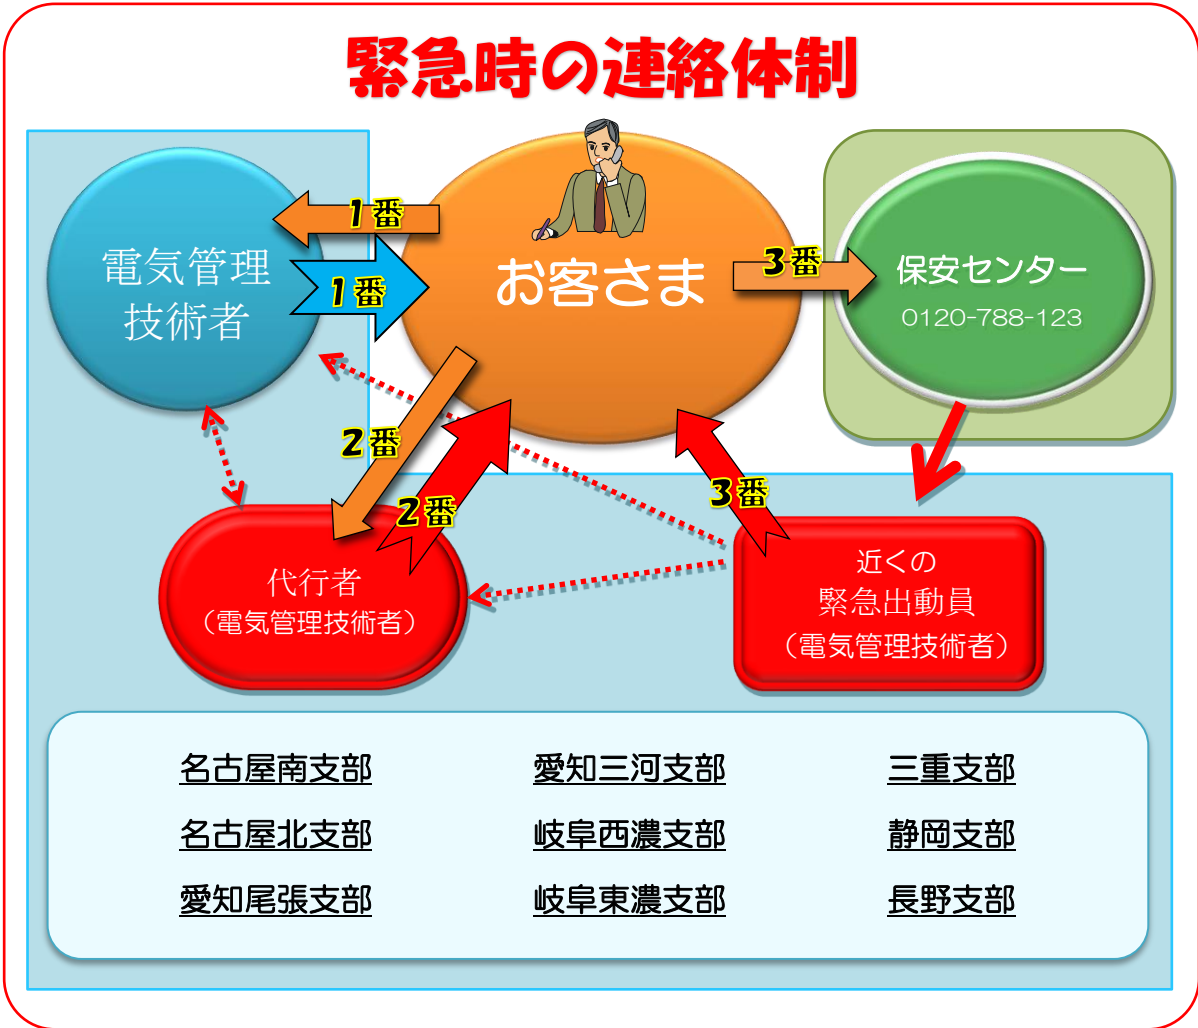 緊急時の連絡体制
1番
1番
電気管理
技術者
お客さま
3番
保安センター
0120-788-123
2番
2番
3番
代行者
（電気管理技術者）
近くの
緊急出動員
（電気管理技術者）
名古屋南支部
愛知三河支部
三重支部
名古屋北支部
岐阜西濃支部
静岡支部
愛知尾張支部
岐阜東濃支部
長野支部